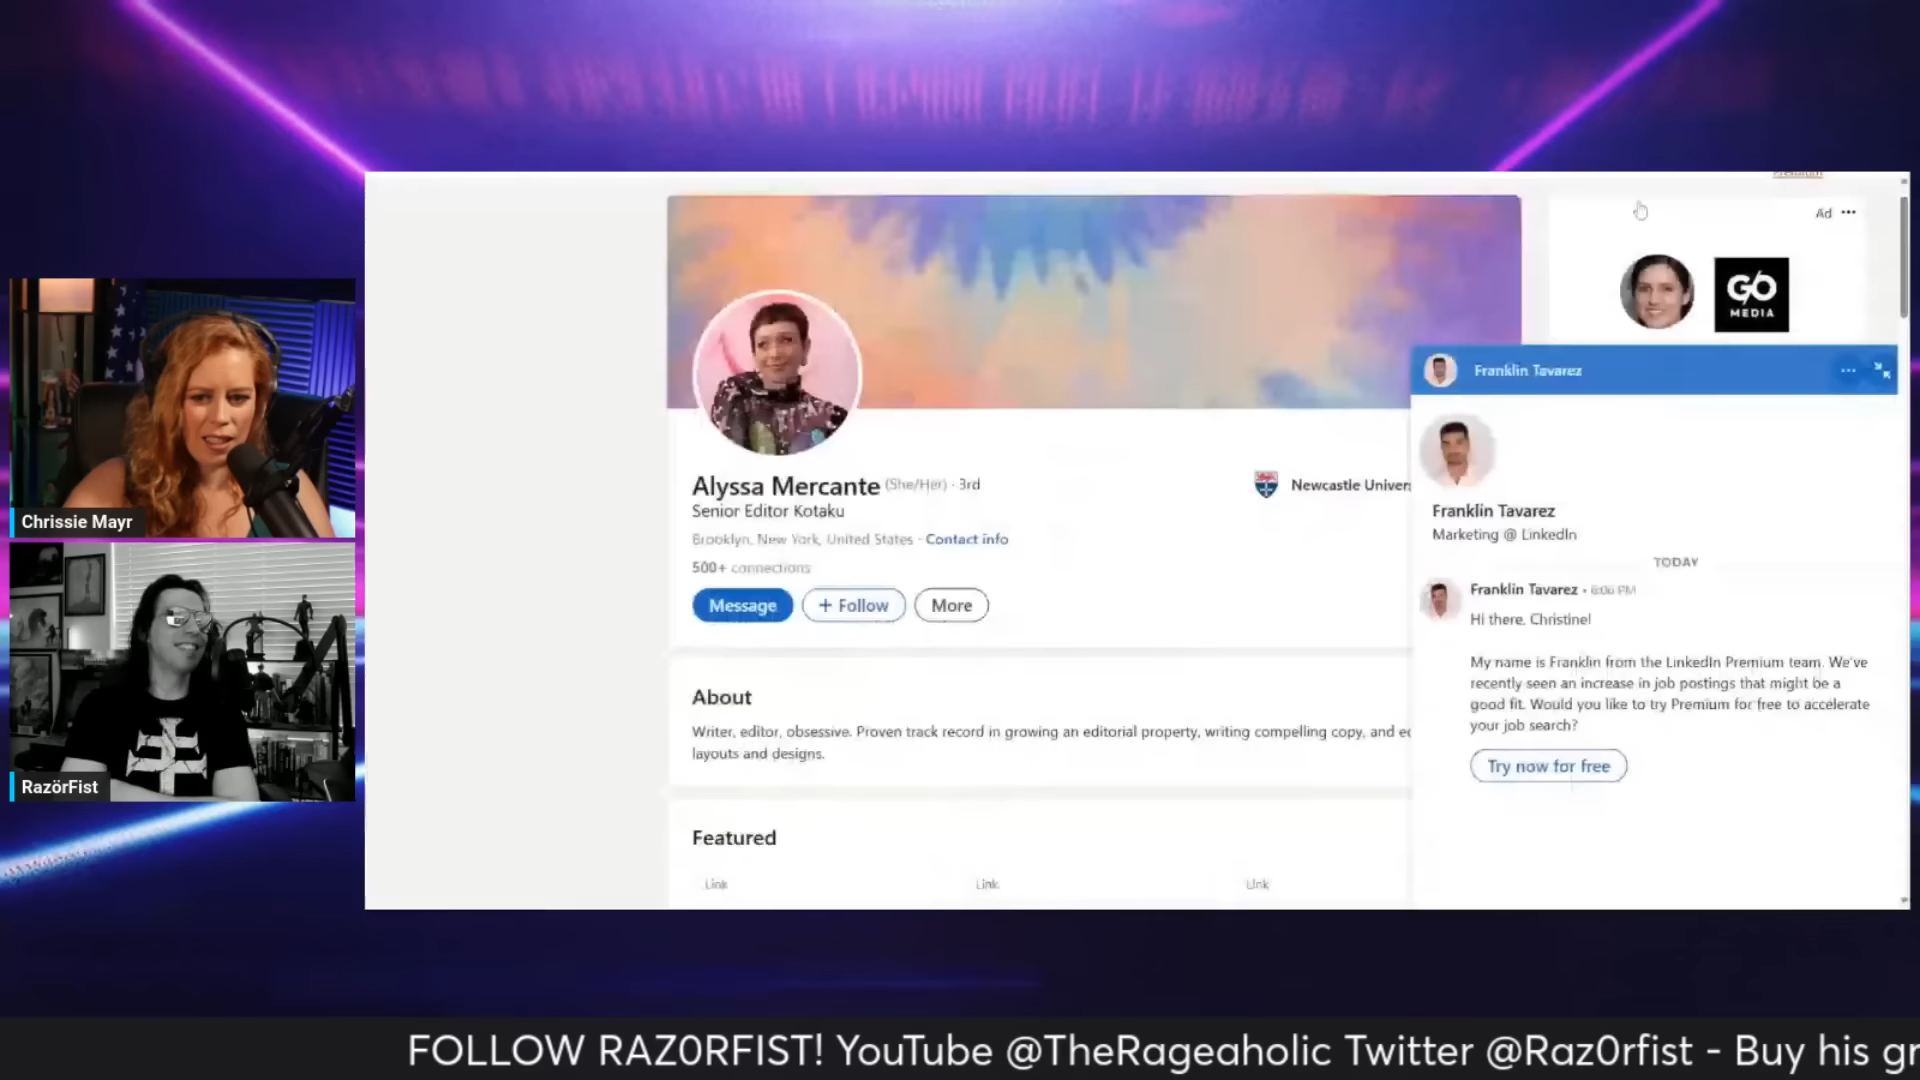 Premium
Ad
GO
MEDIA
Chrissie Mayr
RazörFist
Alyssa Mercante (She/Her) · 3rd
Senior Editor Kotaku
Brooklyn, New York, United States · Contact info
500+ connections
Message
+ Follow
More
Newcastle Univer
About
Writer, editor, obsessive. Proven track record in growing an editorial property, writing compelling copy, and
layouts and designs.
Featured
Link
Link
Link
Franklin Tavarez
Franklin Tavarez
Marketing @ LinkedIn
TODAY
Franklin Tavarez • 6:06 PM
Hi there, Christine!
My name is Franklin from the LinkedIn Premium team. We've
recently seen an increase in job postings that might be a
good fit. Would you like to try Premium for free to accelerate
your job search?
Try now for free
FOLLOW RAZ0RFIST! YouTube @TheRageaholic Twitter @Raz0rfist - Buy his gr